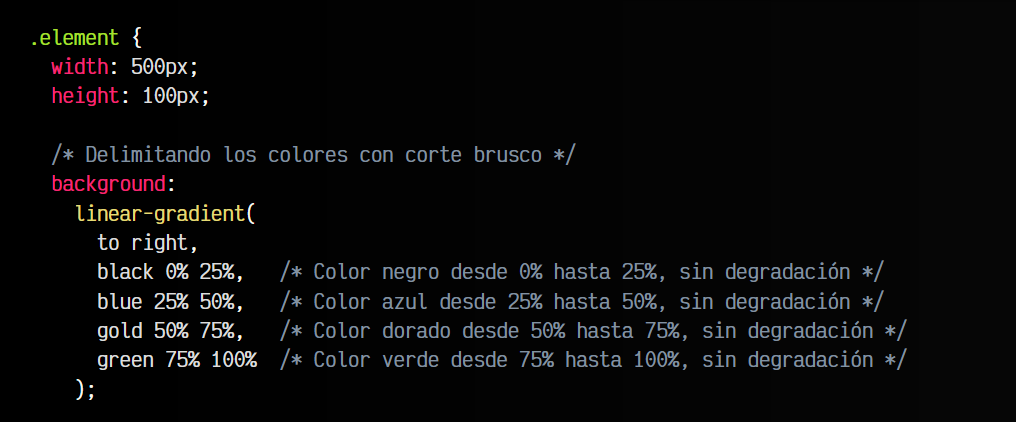 .element {
width: 500px;
height: 100px;
/* Delimitando los colores con corte brusco */
background:
linear-gradient(
to right,
black 0% 25%, /* Color negro desde 0% hasta 25%, sin degradación */
blue 25% 50%, /* Color azul desde 25% hasta 50%, sin degradación */
gold 50% 75%, /* Color dorado desde 50% hasta 75%, sin degradación */
green 75% 100% /* Color verde desde 75% hasta 100%, sin degradación */
);